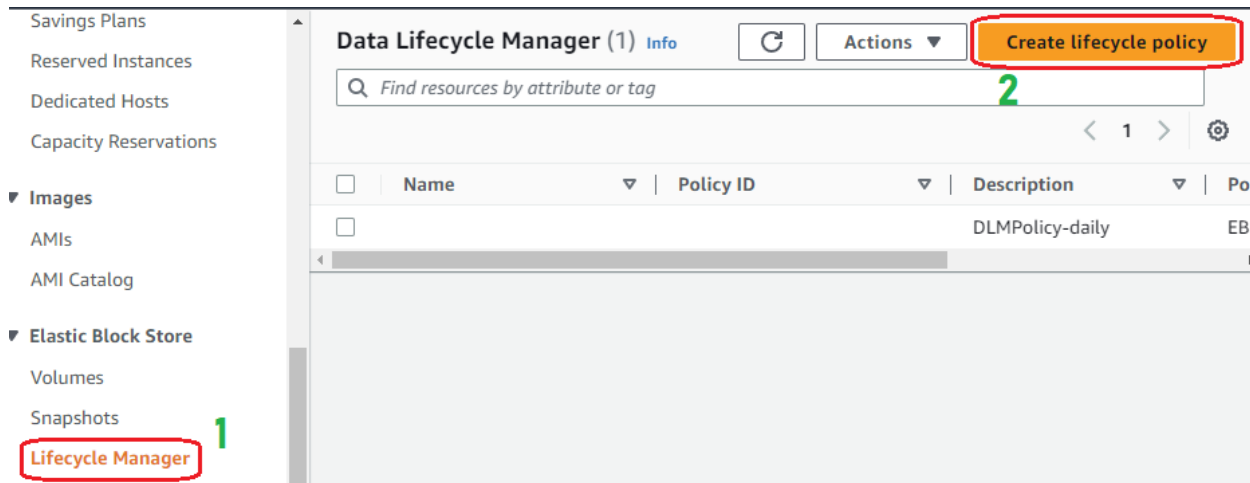 Savings Plans
Reserved Instances
Dedicated Hosts
Capacity Reservations
Images
AMIs
AMI Catalog
Elastic Block Store
Volumes
Snapshots
1
Lifecycle Manager
Data Lifecycle Manager (1) Info
Actions
Create lifecycle policy
Find resources by attribute or tag
2
1
Name Policy ID Description Po
DLMPolicy-daily EB